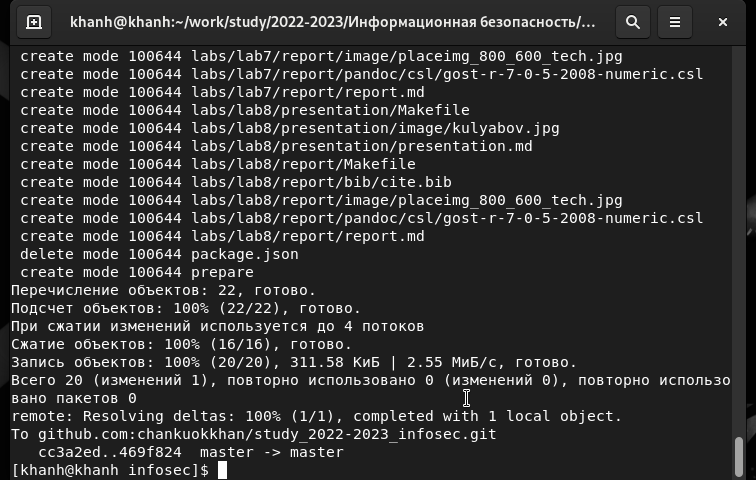 khanh@khanh:~/work/study/2022-2023/Информационная безопасность/...
create mode 100644 labs/lab7/report/image/placeimg_800_600_tech.jpg
create mode 100644 labs/lab7/report/pandoc/csl/gost-r-7-0-5-2008-numeric.csl
create mode 100644 labs/lab7/report/report.md
create mode 100644 labs/lab8/presentation/Makefile
create mode 100644 labs/lab8/presentation/image/kulyabov.jpg
create mode 100644 labs/lab8/presentation/presentation.md
create mode 100644 labs/lab8/report/Makefile
create mode 100644 labs/lab8/report/bib/cite.bib
create mode 100644 labs/lab8/report/image/placeimg_800_600_tech.jpg
create mode 100644 labs/lab8/report/pandoc/csl/gost-r-7-0-5-2008-numeric.csl
create mode 100644 labs/lab8/report/report.md
delete mode 100644 package.json
create mode 100644 prepare
Перечисление объектов: 22, готово.
Подсчет объектов: 100% (22/22), готово.
При сжатии изменений используется до 4 потоков
Сжатие объектов: 100% (16/16), готово.
Запись объектов: 100% (20/20), 311.58 КиБ | 2.55 МиБ/с, готово.
Всего 20 (изменений 1), повторно использовано 0 (изменений 0), повторно использо
вано пакетов 0
remote: Resolving deltas: 100% (1/1), completed with 1 local object.
To github.com:chankuokkhan/study_2022-2023_infosec.git
cc3a2ed..469f824  master -> master
[khanh@khanh infosec]$